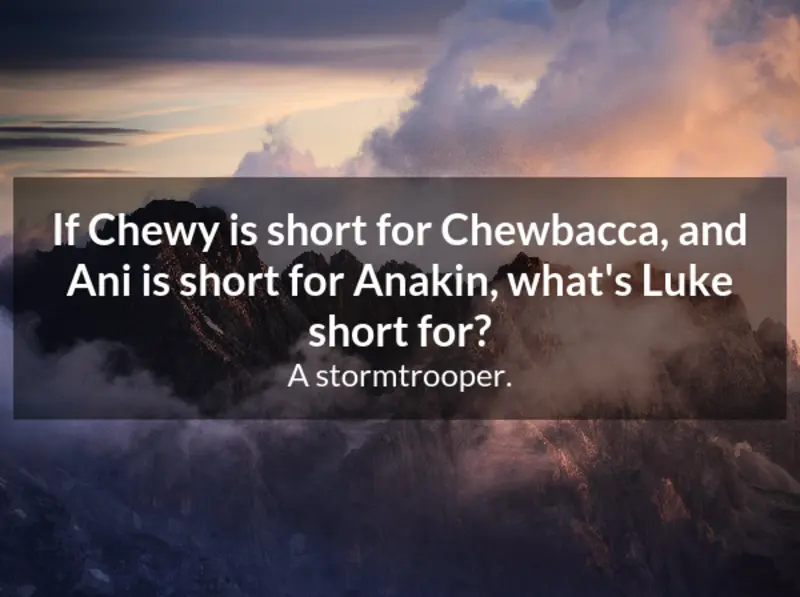 If Chewy is short for Chewbacca, and
Ani is short for Anakin, what's Luke
short for?
A stormtrooper.